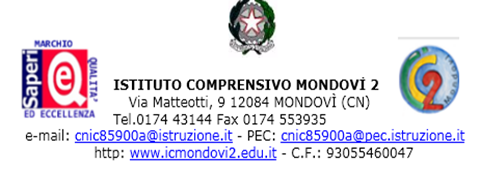 MARCHIO
Saperi
QUALITA'
ED ECCELLENZA
ISTITUTO COMPRENSIVO MONDOVÍ 2
Via Matteotti, 9 12084 MONDOVÌ (CN)
Tel.0174 43144 Fax 0174 553935
e-mail: cnic85900a@istruzione.it - PEC: cnic85900a@pec.istruzione.it
http: www.icmondovi2.edu.it - C.F.: 93055460047